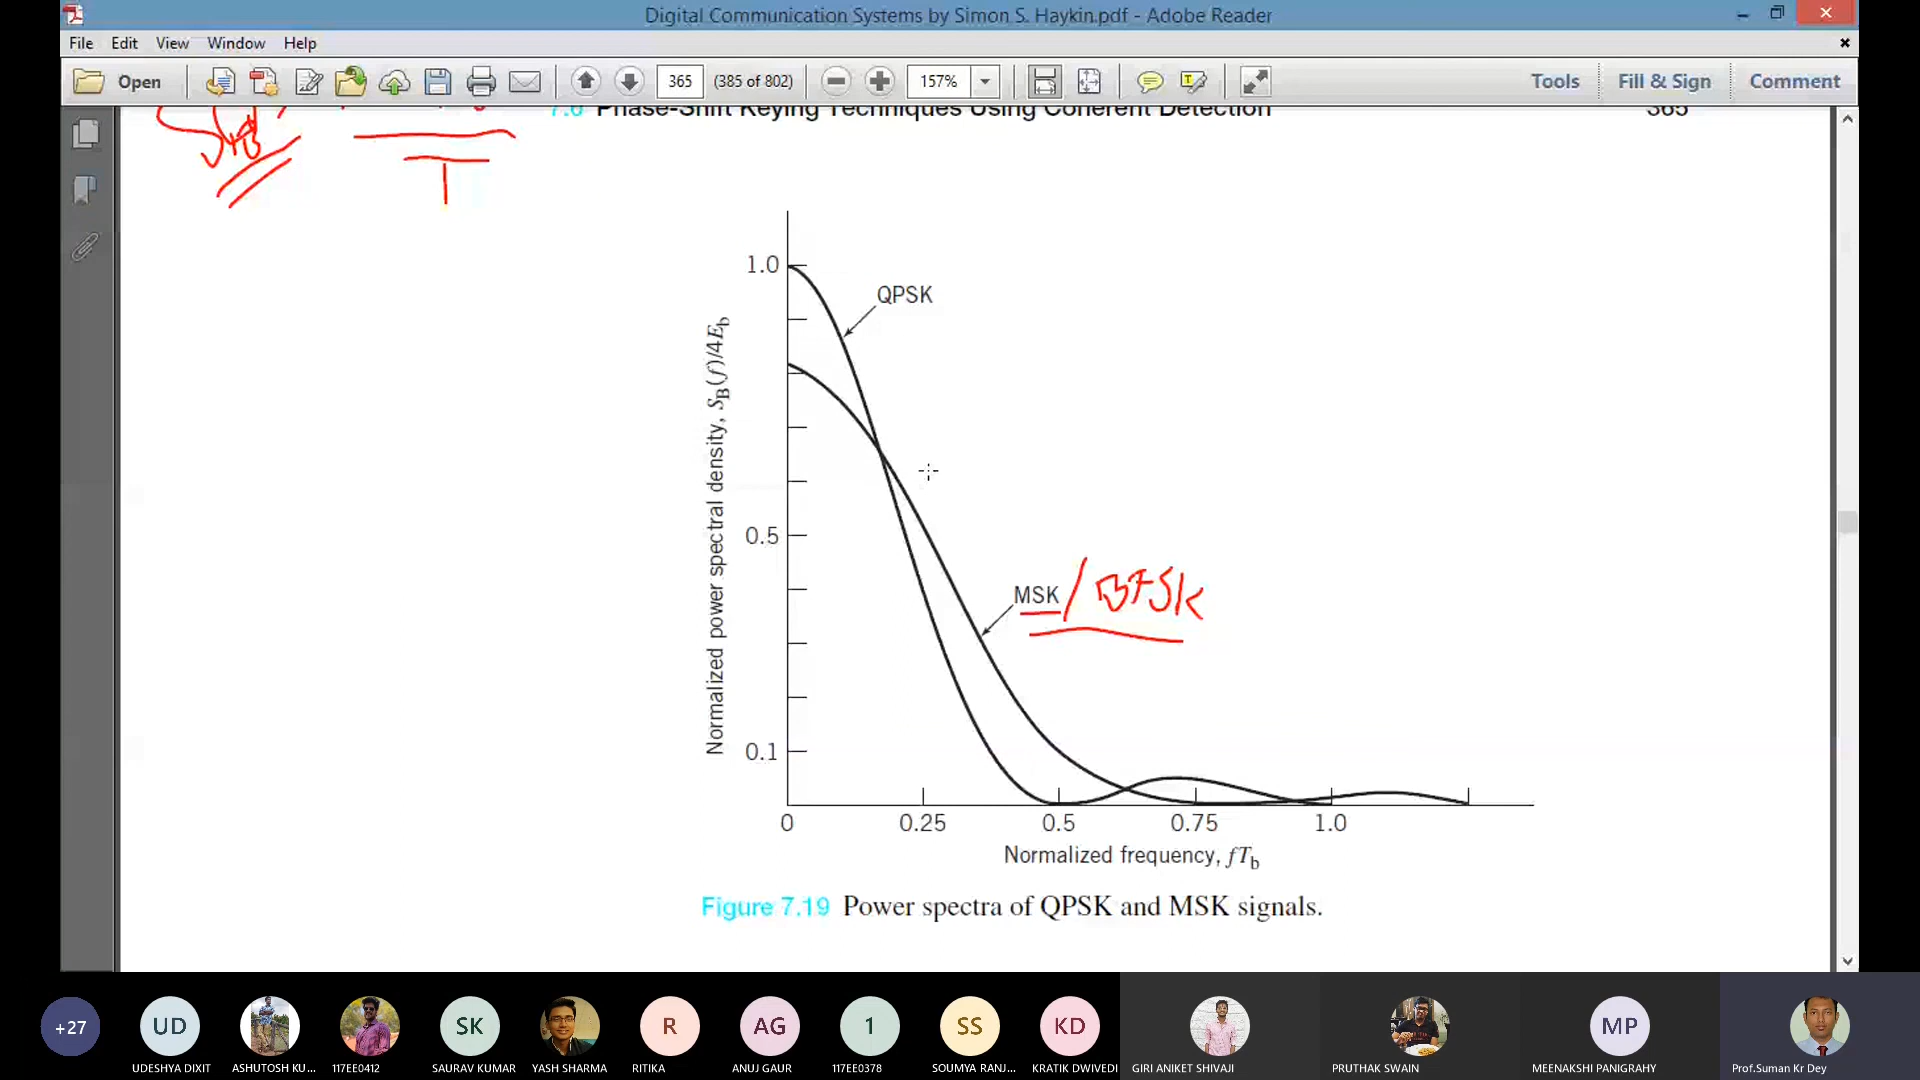 Digital Communication Systems by Simon S. Haykin.pdf - Adobe Reader
File Edit View Window Help
Open 365 (385 of 802) 157% Tools Fill & Sign Comment
7.6 Phase-Shift Keying Techniques Using Coherent Detection 365
T
1.0
QPSK
Normalized power spectral density, SB(f)/4Eb
0.5
MSK / BFSK
0.1
0 0.25 0.5 0.75 1.0
Normalized frequency, fTb
Figure 7.19 Power spectra of QPSK and MSK signals.
+27 UD SK R AG 1 SS KD MP
UDESHYA DIXIT ASHUTOSH KU... 117EE0412 SAURAV KUMAR YASH SHARMA RITIKA ANUJ GAUR 117EE0378 SOUMYA RANJ... KRATIK DWIVEDI GIRI ANIKET SHIVAJI PRUTHAK SWAIN MEENAKSHI PANIGRAHY Prof.Suman Kr Dey